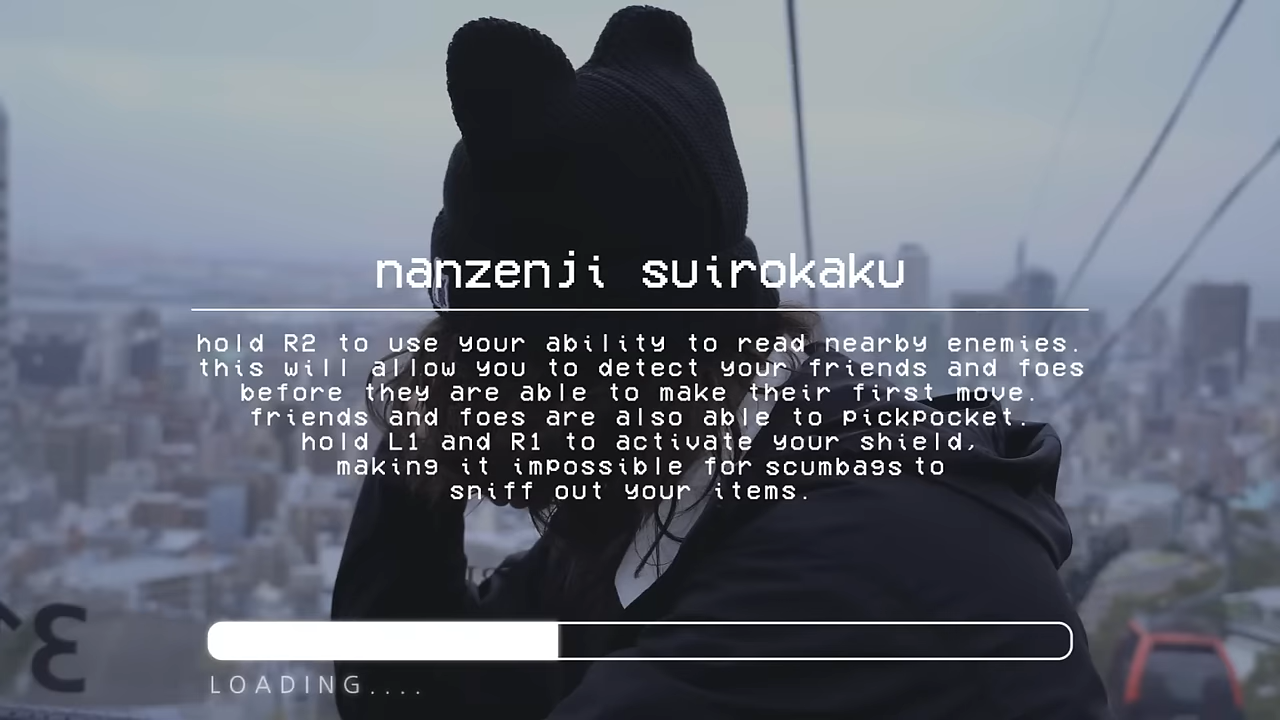 nanzenji suirokaku
hold R2 to use your ability to read nearby enemies.
this will allow you to detect your friends and foes
before they are able to make their first move.
friends and foes are also able to pickpocket.
hold L1 and R1 to activate your shield,
making it impossible for scumbags to
sniff out your items.
LOADING....